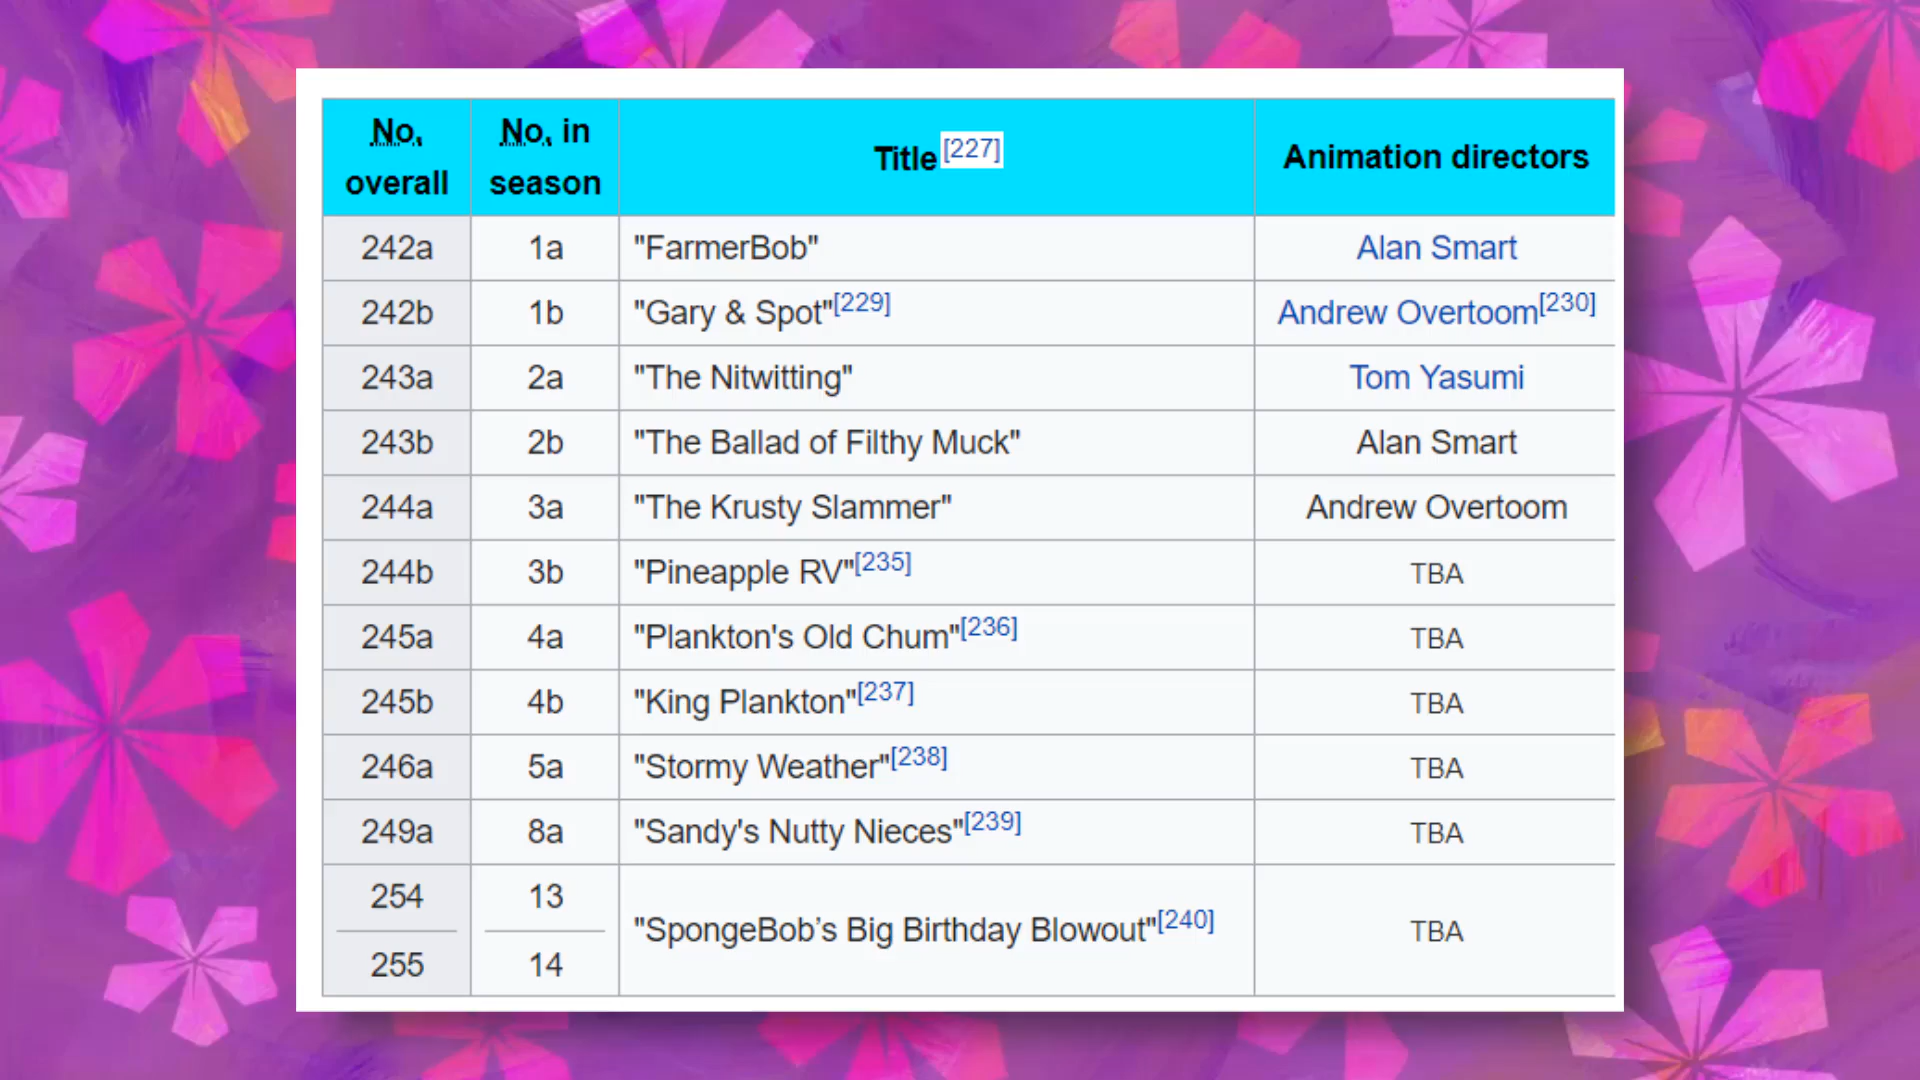 No. overall No. in season Title[227] Animation directors
242a 1a "FarmerBob" Alan Smart
242b 1b "Gary & Spot"[229] Andrew Overtoom[230]
243a 2a "The Nitwitting" Tom Yasumi
243b 2b "The Ballad of Filthy Muck" Alan Smart
244a 3a "The Krusty Slammer" Andrew Overtoom
244b 3b "Pineapple RV"[235] TBA
245a 4a "Plankton's Old Chum"[236] TBA
245b 4b "King Plankton"[237] TBA
246a 5a "Stormy Weather"[238] TBA
249a 8a "Sandy's Nutty Nieces"[239] TBA
254 13
"SpongeBob’s Big Birthday Blowout"[240] TBA
255 14